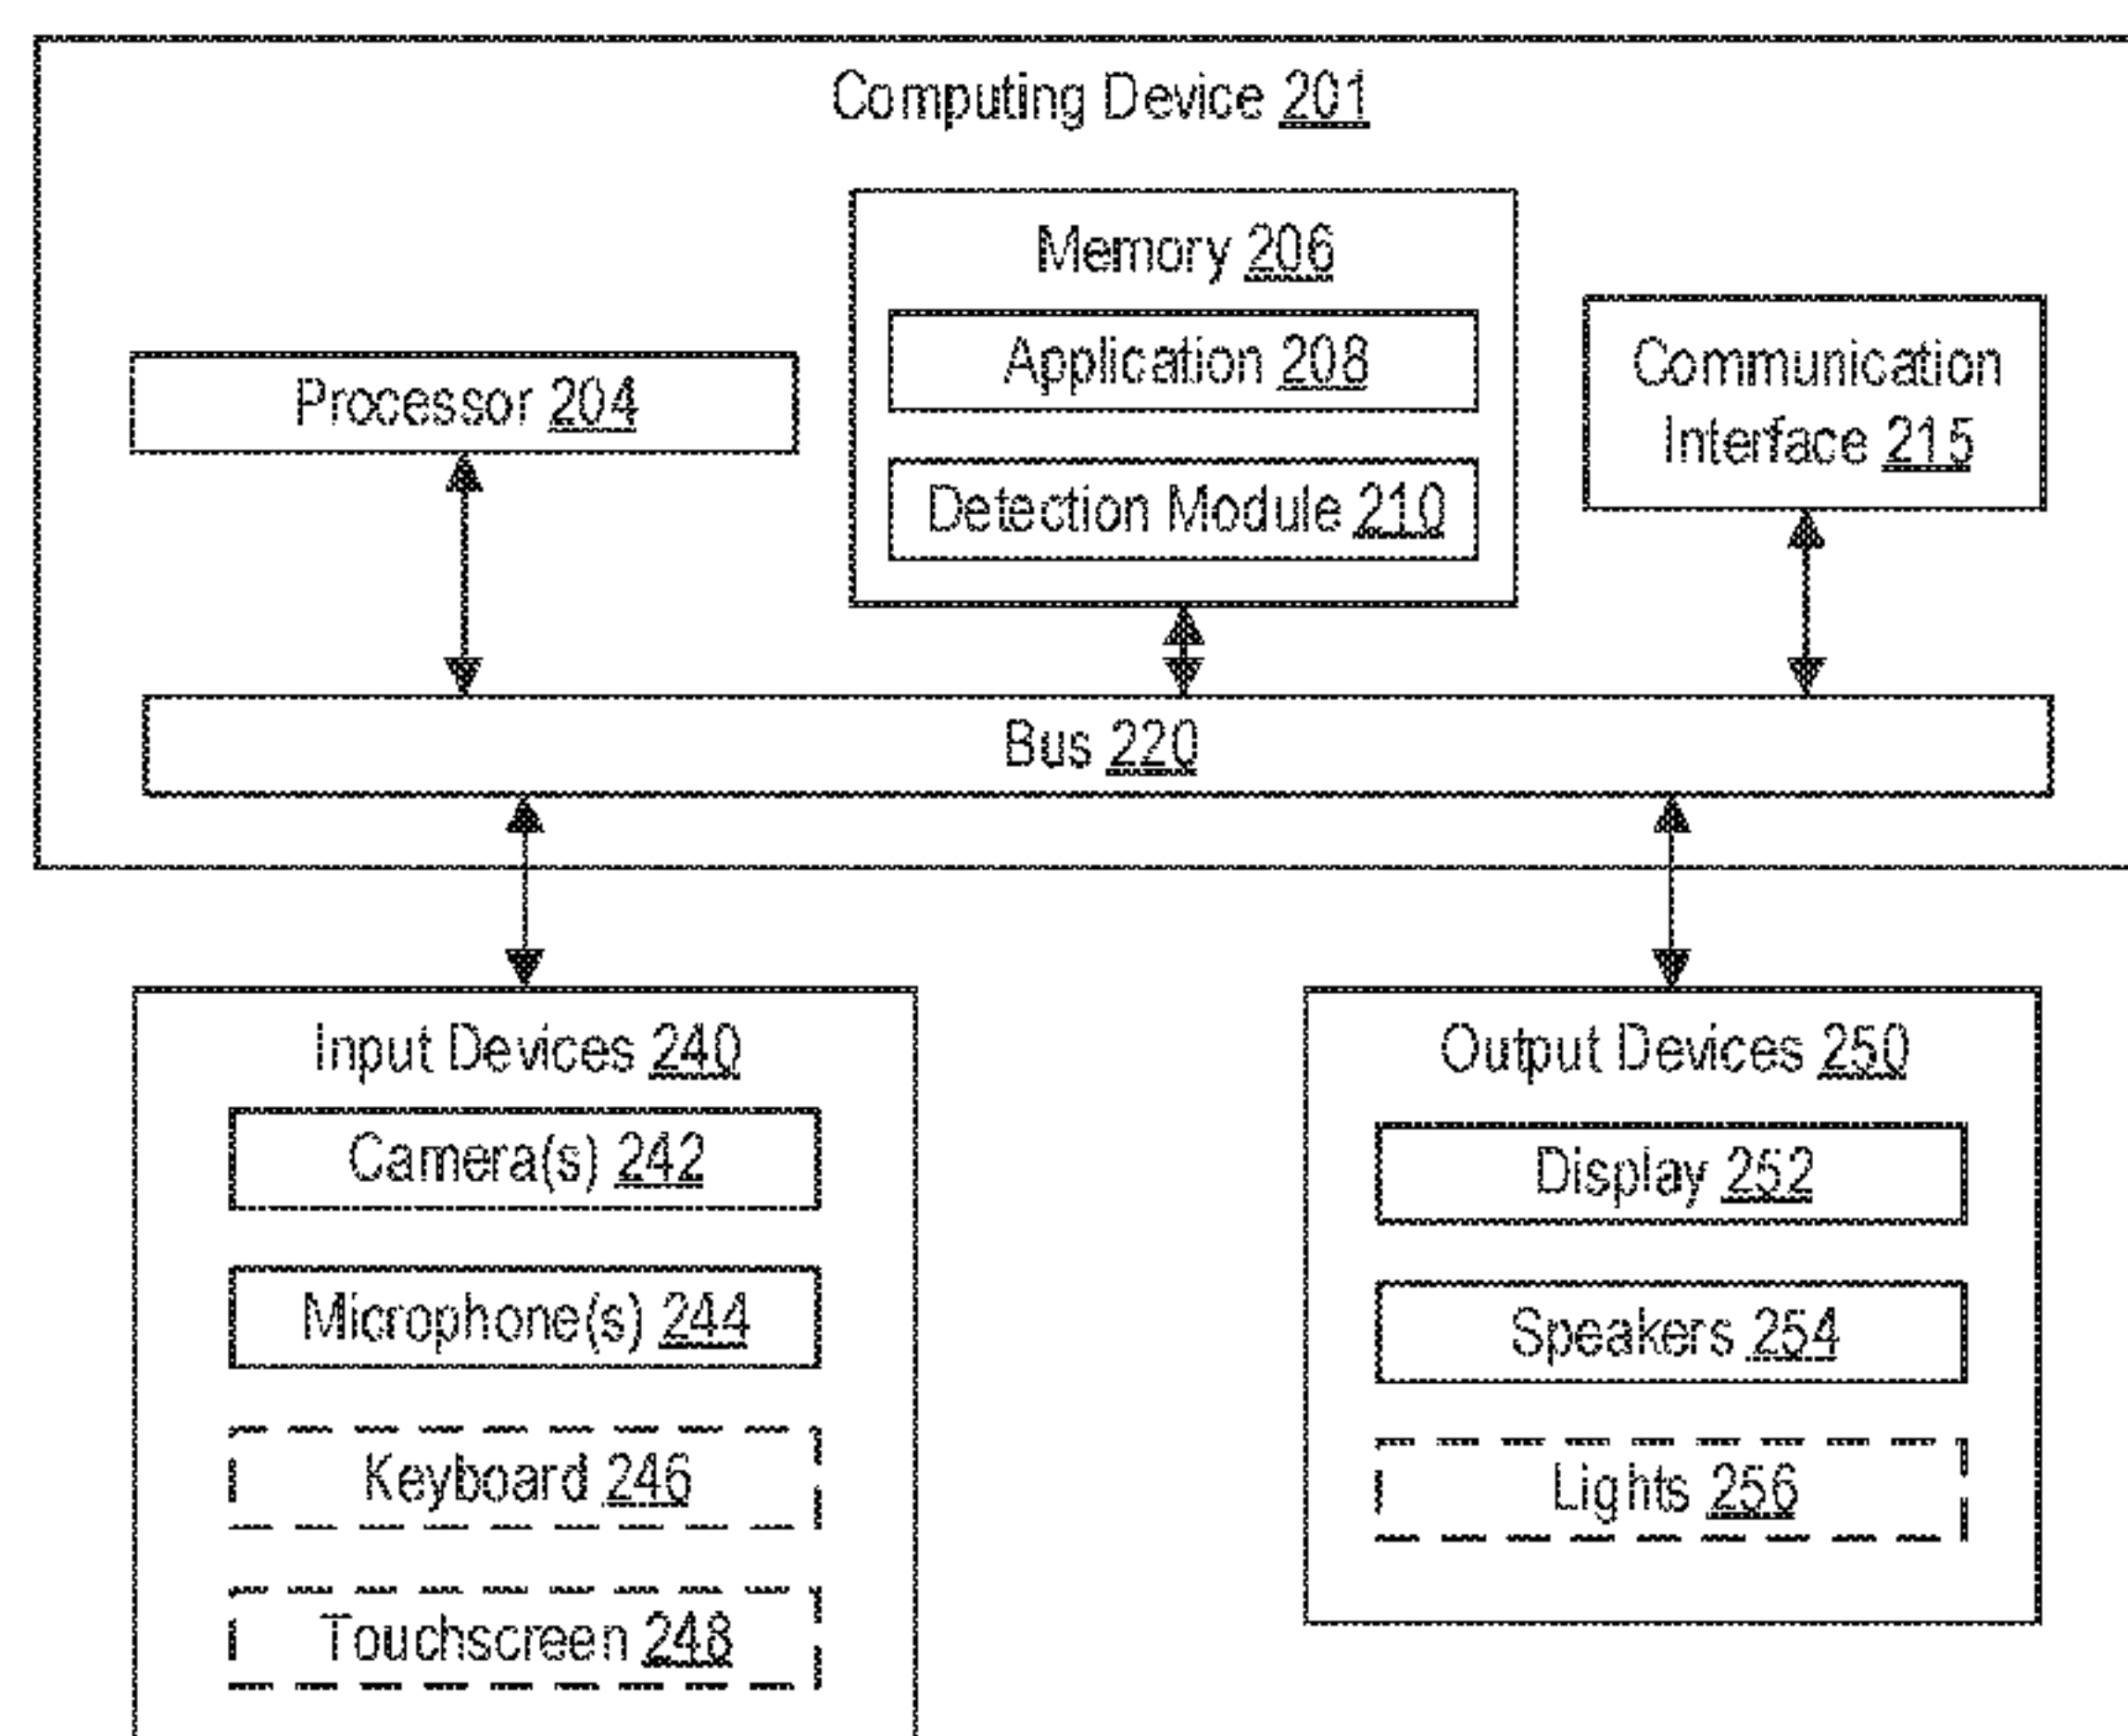 Computing Device 201
Memory 206
Application 208
Detection Module 210
Processor 204
Communication
Interface 215
Bus 220
Input Devices 240
Camera(s) 242
Microphone(s) 244
Keyboard 246
Touchscreen 248
Output Devices 250
Display 252
Speakers 254
Lights 256